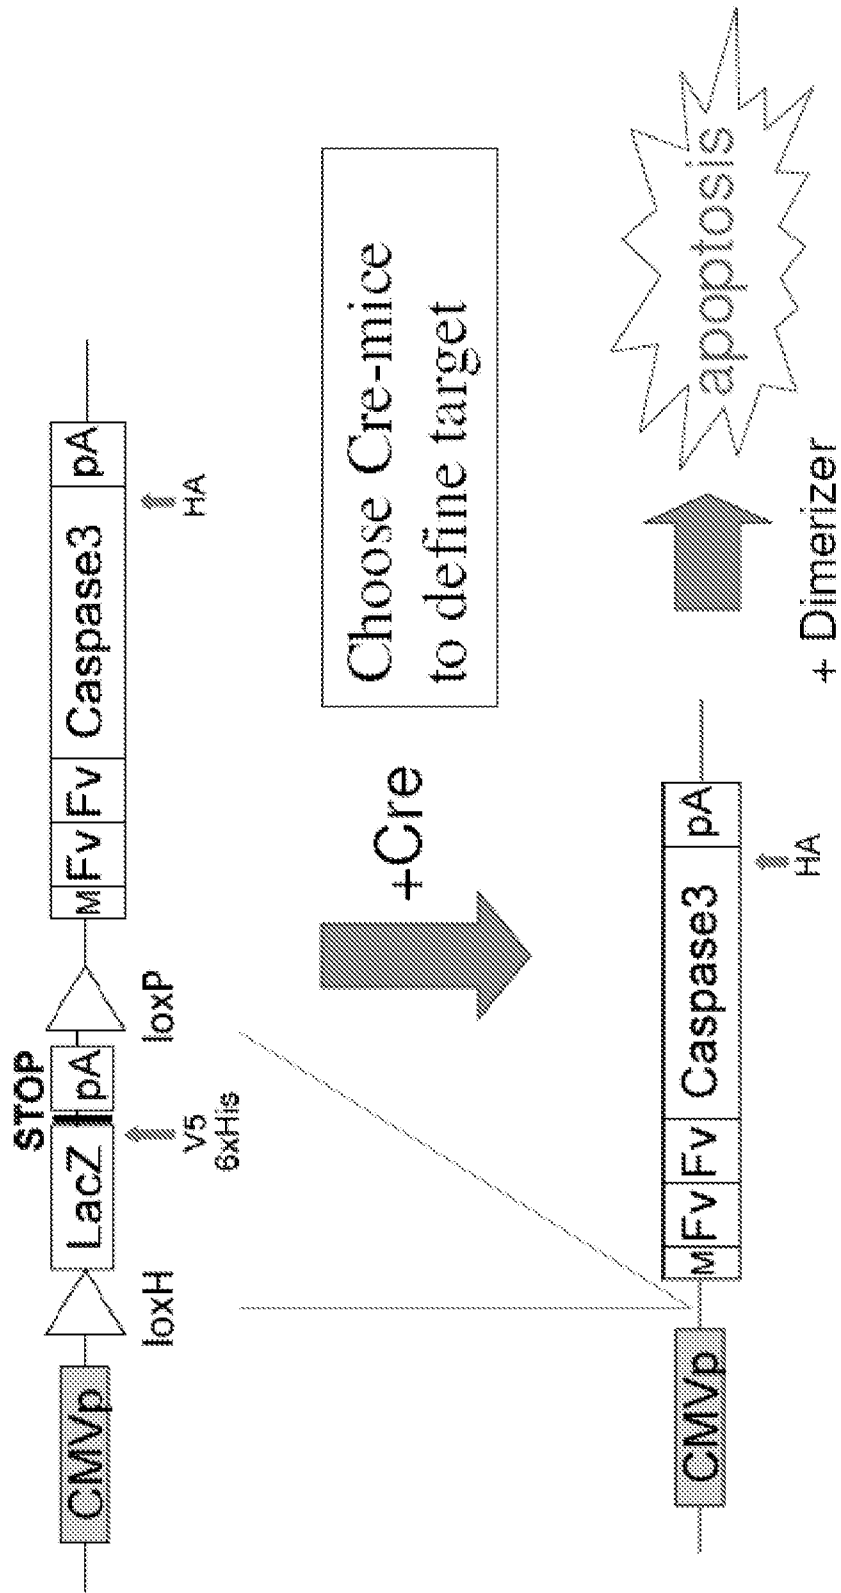 STOP
CMVp
LacZ
pA
M
Fv
Fv
Caspase3
pA
loxH
V5
6xHis
loxP
HA
+Cre
Choose Cre-mice
to define target
CMVp
M
Fv
Fv
Caspase3
pA
HA
+ Dimerizer
apoptosis